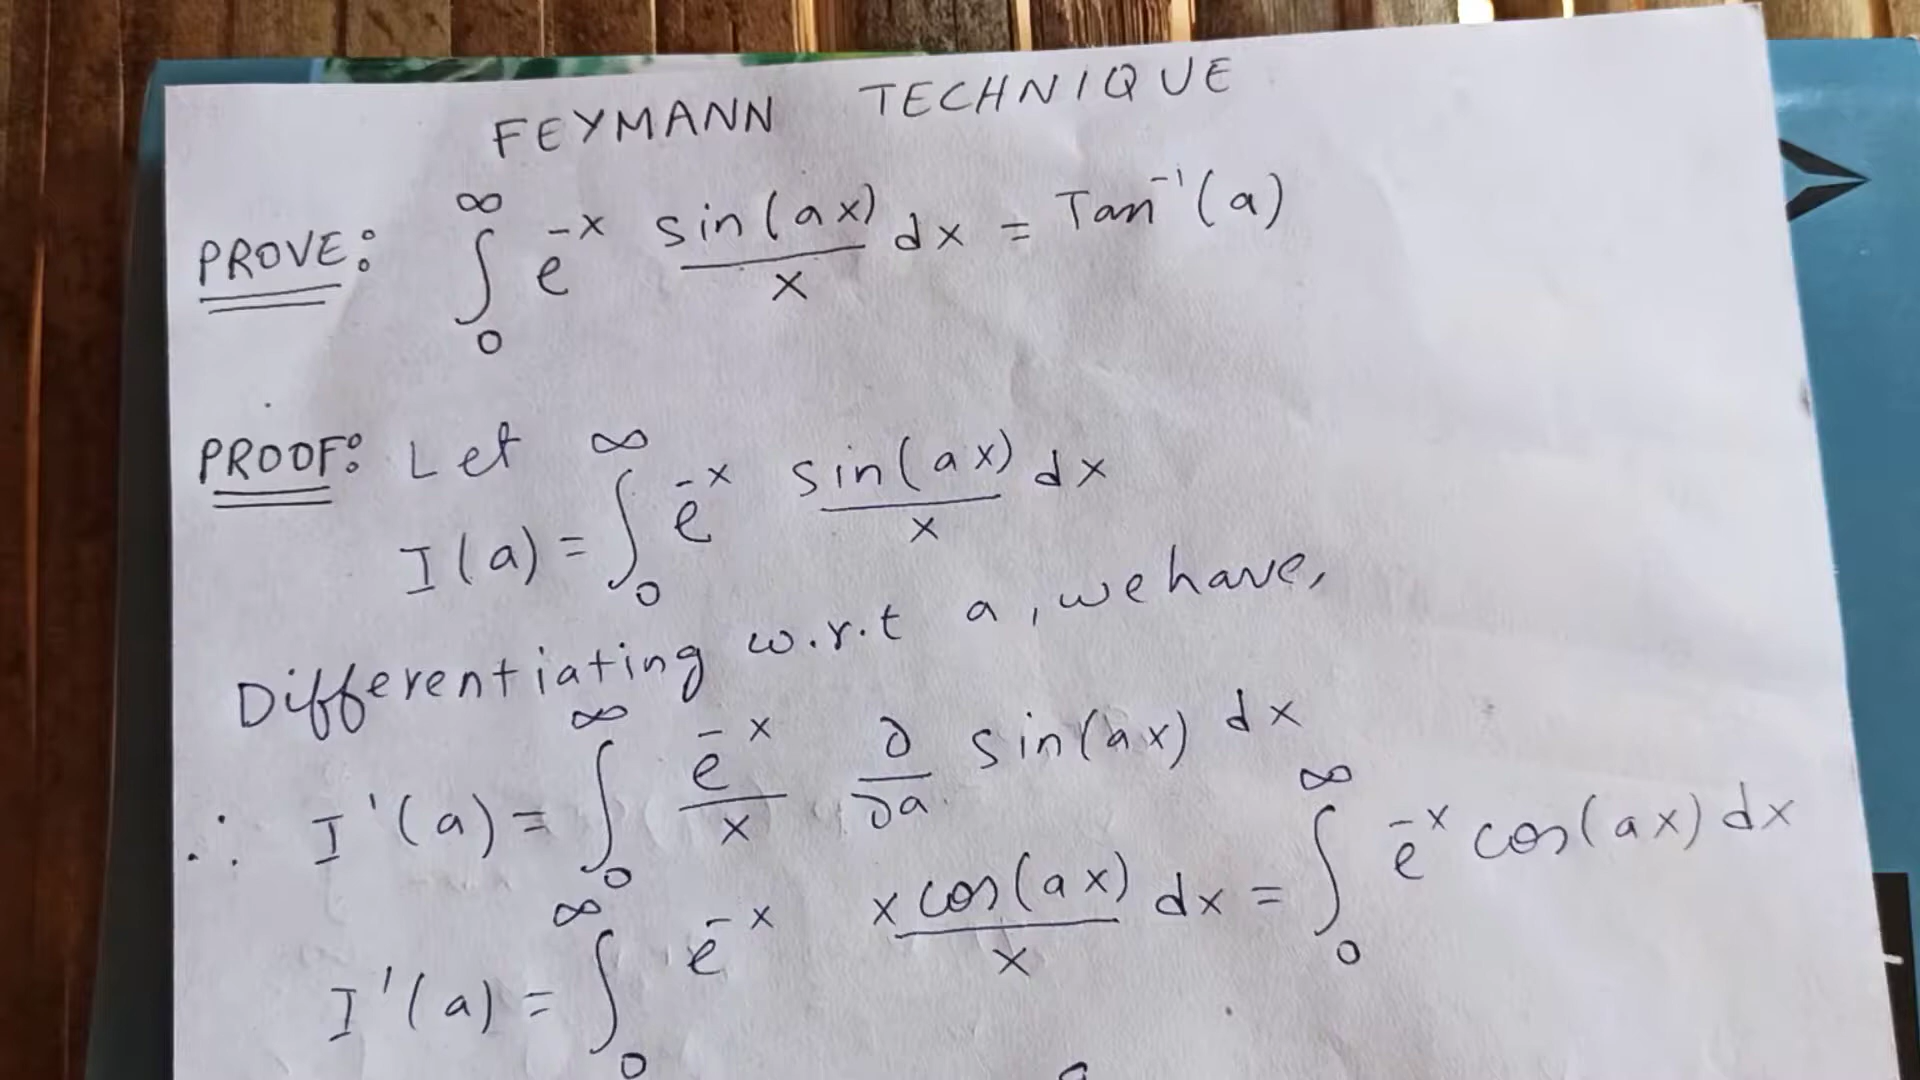 FEYMANN TECHNIQUE
PROVE: ∫₀^∞ e^{-x} sin(ax)/x dx = Tan⁻¹(a)
PROOF: Let
I(a) = ∫₀^∞ e^{-x} sin(ax)/x dx
Differentiating w.r.t a, we have,
∴ I'(a) = ∫₀^∞ e^{-x}/x ∂/∂a sin(ax) dx
I'(a) = ∫₀^∞ e^{-x} x cos(ax)/x dx = ∫₀^∞ e^{-x} cos(ax) dx